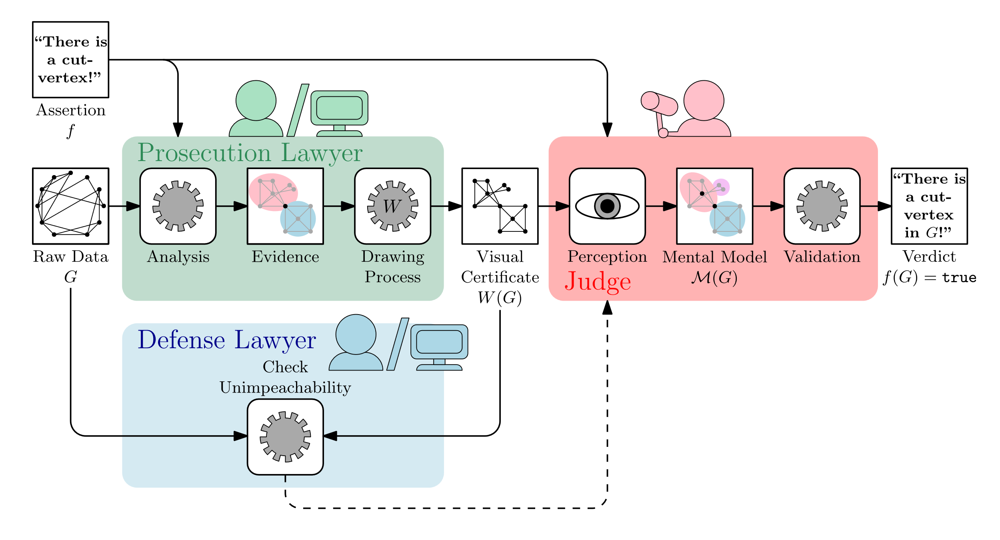 “There is
a cut-
vertex!”
Assertion
f
Prosecution Lawyer
W
“There is
a cut-
vertex
in G!”
Raw Data
G
Analysis
Evidence
Drawing
Process
Visual
Certificate
W(G)
Perception
Judge
Mental Model
ℳ(G)
Validation
Verdict
f(G) = true
Defense Lawyer
Check
Unimpeachability